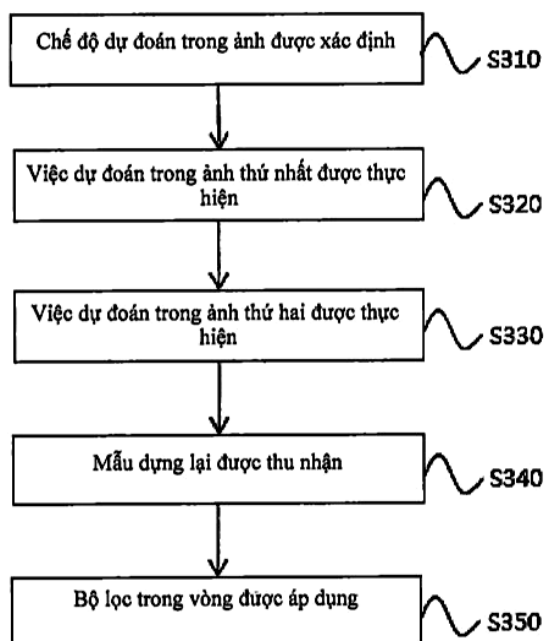 Chế độ dự đoán trong ảnh được xác định
S310
Việc dự đoán trong ảnh thứ nhất được thực
hiện
S320
Việc dự đoán trong ảnh thứ hai được thực
hiện
S330
Mẫu dựng lại được thu nhận
S340
Bộ lọc trong vòng được áp dụng
S350